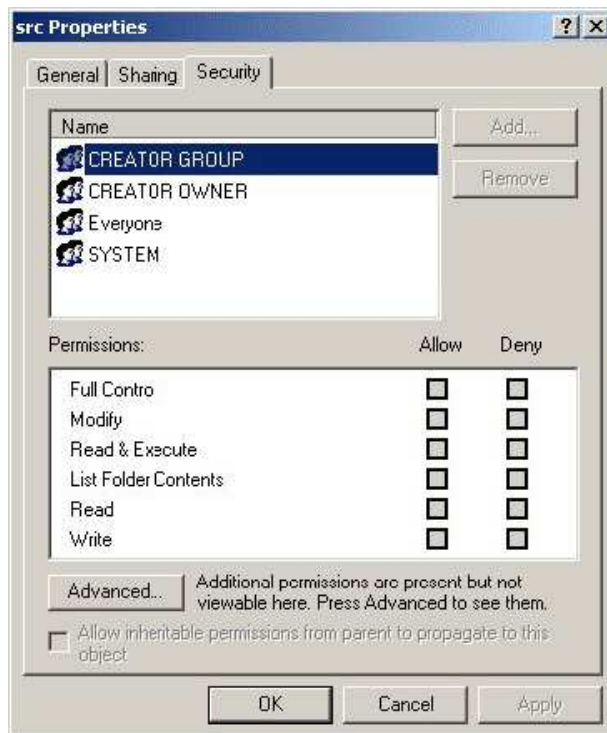 src Properties
General Sharing Security
Name
Add...
CREATOR GROUP
Remove
CREATOR OWNER
Everyone
SYSTEM
Permissions: Allow Deny
Full Contro
Modify
Read & Execute
List Folder Contents
Read
Write
Advanced... Additional permissions are present but not
viewable here. Press Advanced to see them.
Allow inheritable permissions from parent to propagate to this
object
OK Cancel Apply